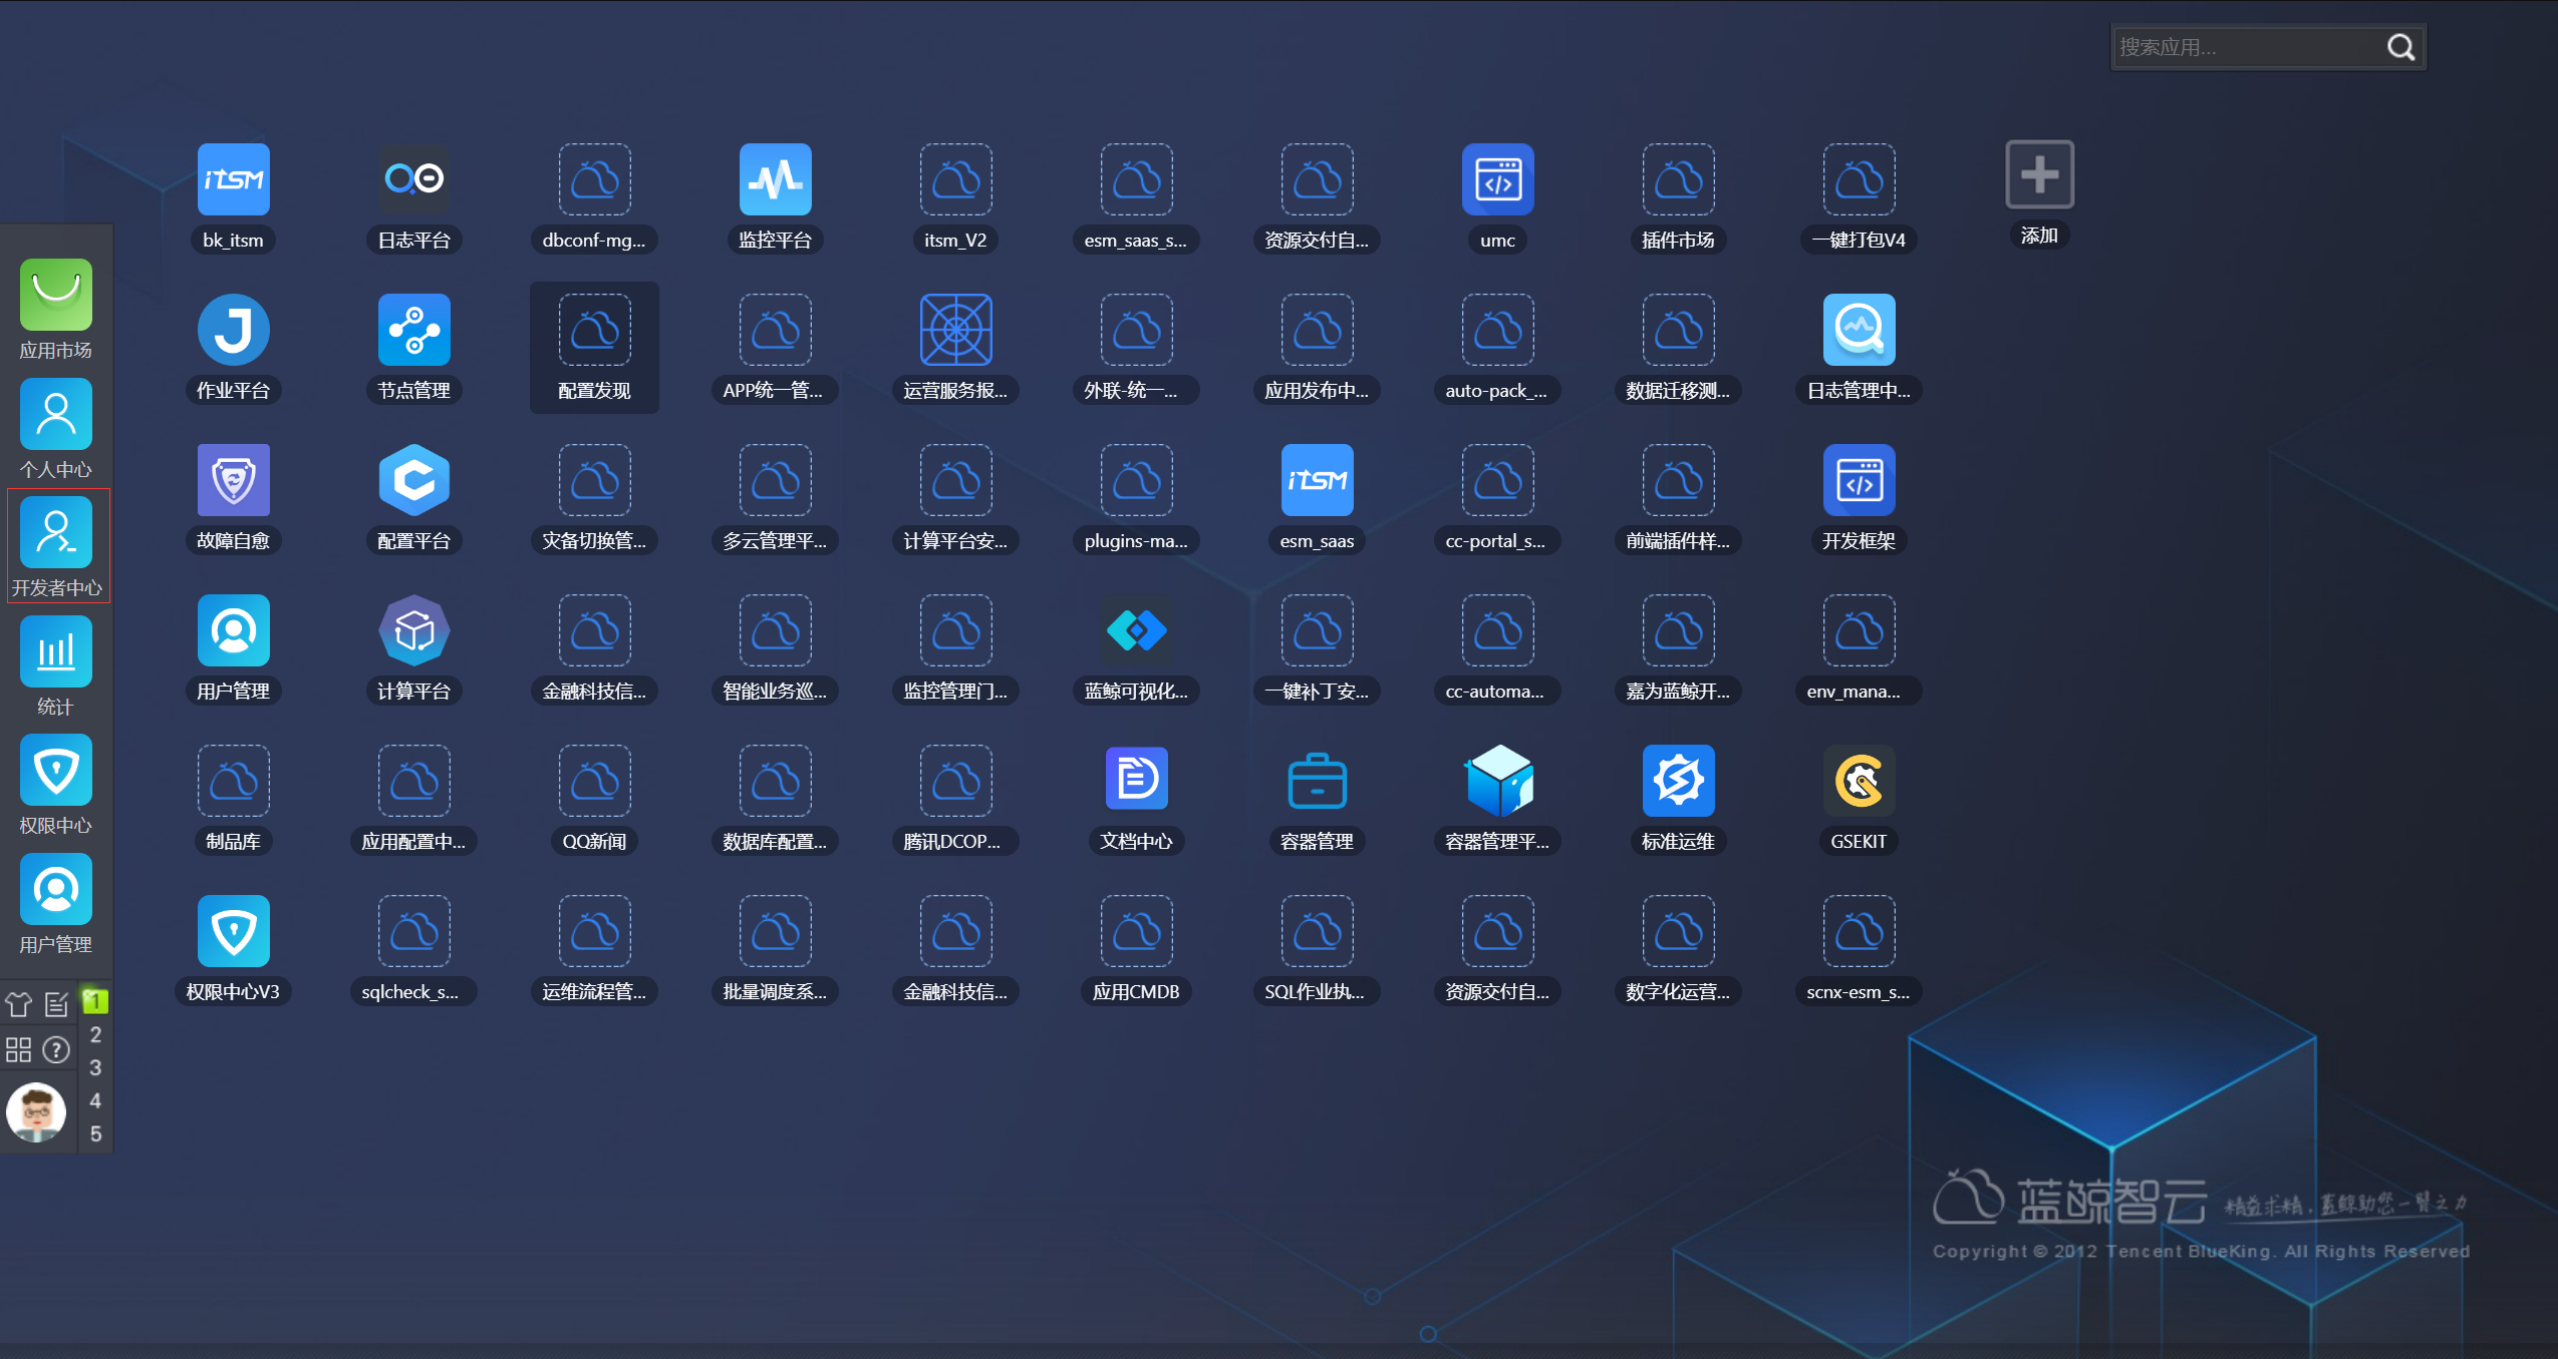 搜索应用...
bk_itsm
日志平台
dbconf-mg...
监控平台
itsm_V2
esm_saas_s...
资源交付自...
umc
插件市场
一键打包V4
添加
作业平台
节点管理
配置发现
APP统一管...
运营服务报...
外联-统一...
应用发布中...
auto-pack_...
数据迁移测...
日志管理中...
故障自愈
配置平台
灾备切换管...
多云管理平...
计算平台安...
plugins-ma...
esm_saas
cc-portal_s...
前端插件样...
开发框架
用户管理
计算平台
金融科技信...
智能业务巡...
监控管理门...
蓝鲸可视化...
一键补丁安...
cc-automa...
嘉为蓝鲸开...
env_mana...
制品库
应用配置中...
QQ新闻
数据库配置...
腾讯DCOP...
文档中心
容器管理
容器管理平...
标准运维
GSEKIT
权限中心V3
sqlcheck_s...
运维流程管...
批量调度系...
金融科技信...
应用CMDB
SQL作业执...
资源交付自...
数字化运营...
scnx-esm_s...
应用市场
个人中心
开发者中心
统计
权限中心
用户管理
1
2
3
4
5
iTSM
iTSM
蓝鲸智云 精益求精，蓝鲸助您一臂之力
Copyright © 2012 Tencent BlueKing. All Rights Reserved